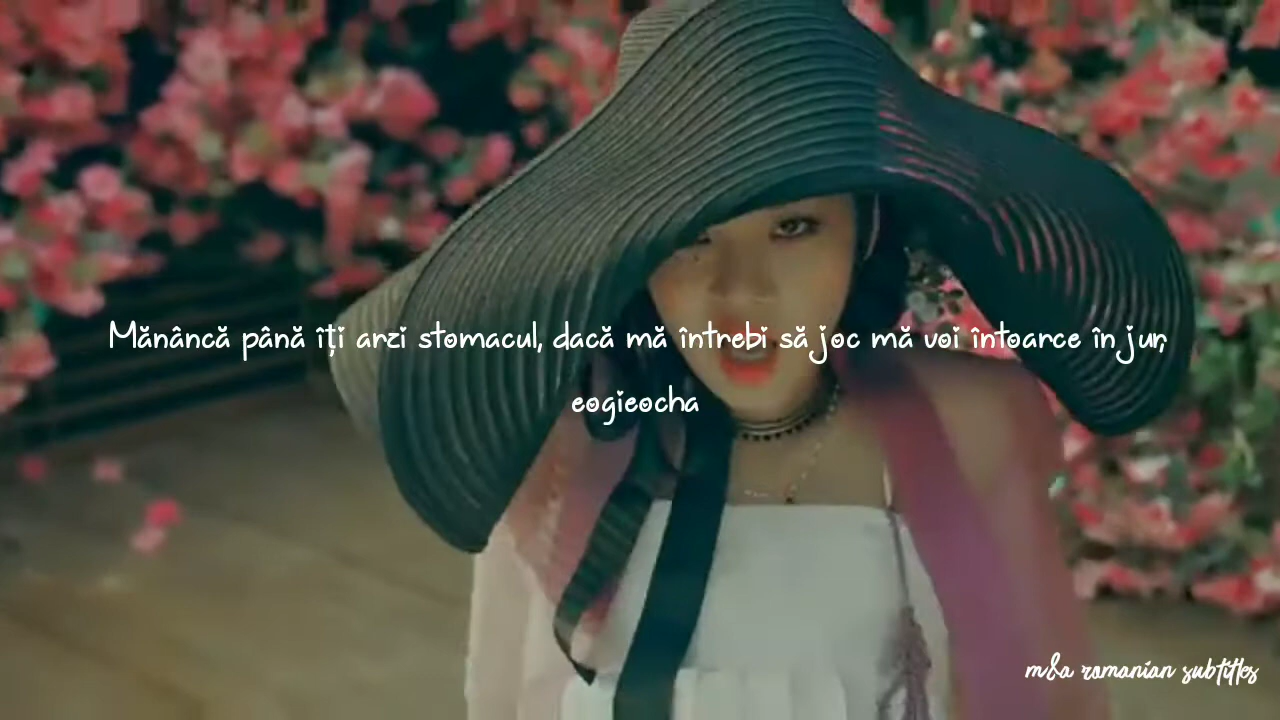 Mănâncă până îți arzi stomacul, dacă mă întrebi să joc mă voi întoarce în jur,
eogieocha
m&a romanian subtitles